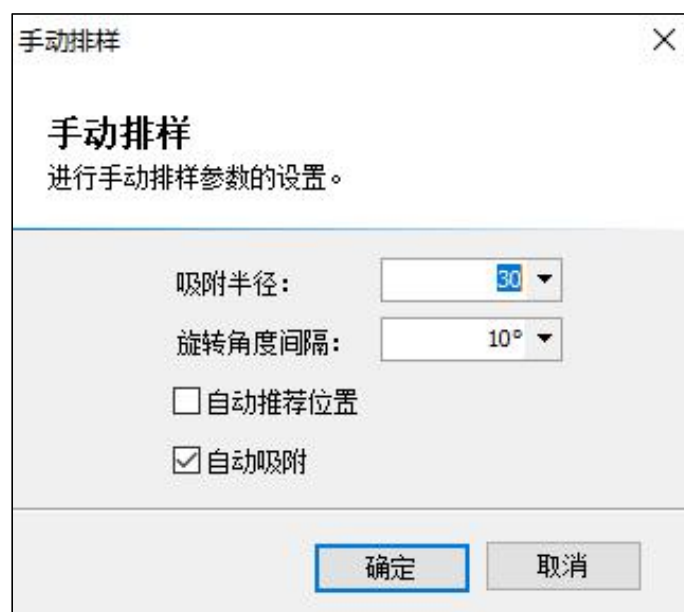 手动排样
手动排样
进行手动排样参数的设置。
吸附半径： 30
旋转角度间隔： 10°
自动推荐位置
自动吸附
确定 取消